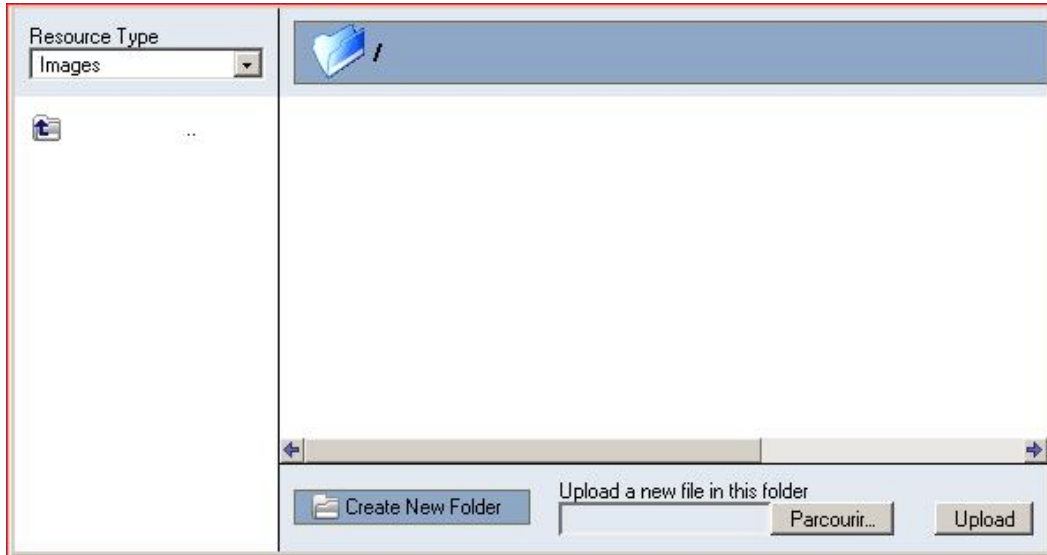 Resource Type
Images
/
..
Create New Folder
Upload a new file in this folder
Parcourir...
Upload